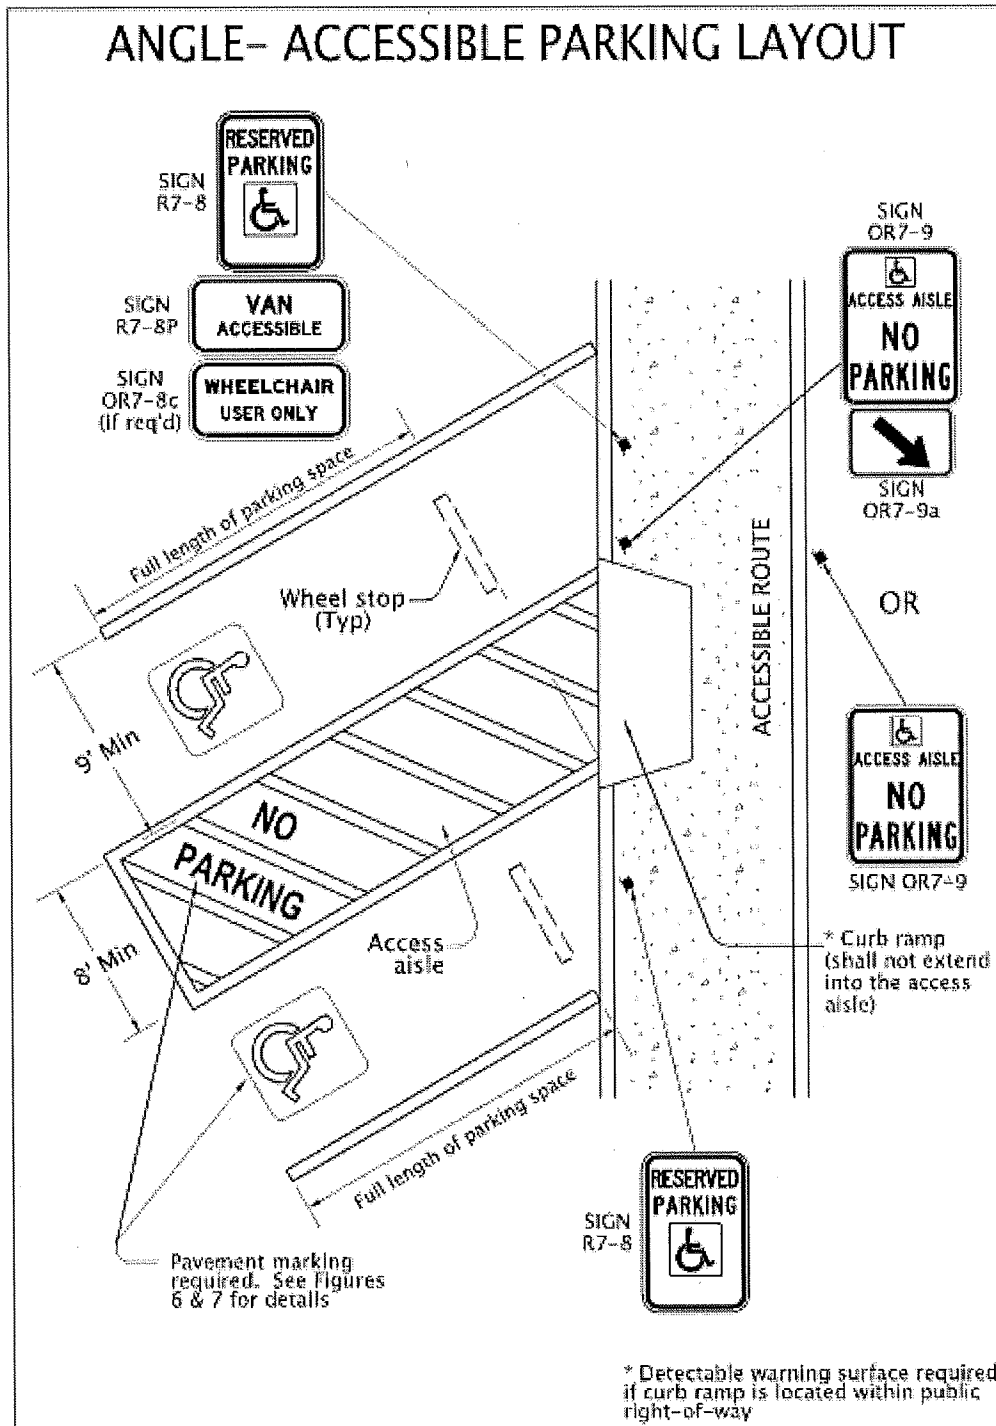 ANGLE- ACCESSIBLE PARKING LAYOUT
RESERVED
PARKING
SIGN
R7-8
SIGN
R7-8P
VAN
ACCESSIBLE
SIGN
OR7-8c
(if req'd)
WHEELCHAIR
USER ONLY
SIGN
OR7-9
ACCESS AISLE
NO
PARKING
SIGN
OR7-9a
Full length of parking space
Wheel stop
(Typ)
ACCESSIBLE ROUTE
OR
9' Min
NO
PARKING
8' Min
Access
aisle
ACCESS AISLE
NO
PARKING
SIGN OR7-9
* Curb ramp
(shall not extend
into the access
aisle)
Full length of parking space
Pavement marking
required. See Figures
6 & 7 for details
SIGN
R7-8
RESERVED
PARKING
* Detectable warning surface required
if curb ramp is located within public
right-of-way